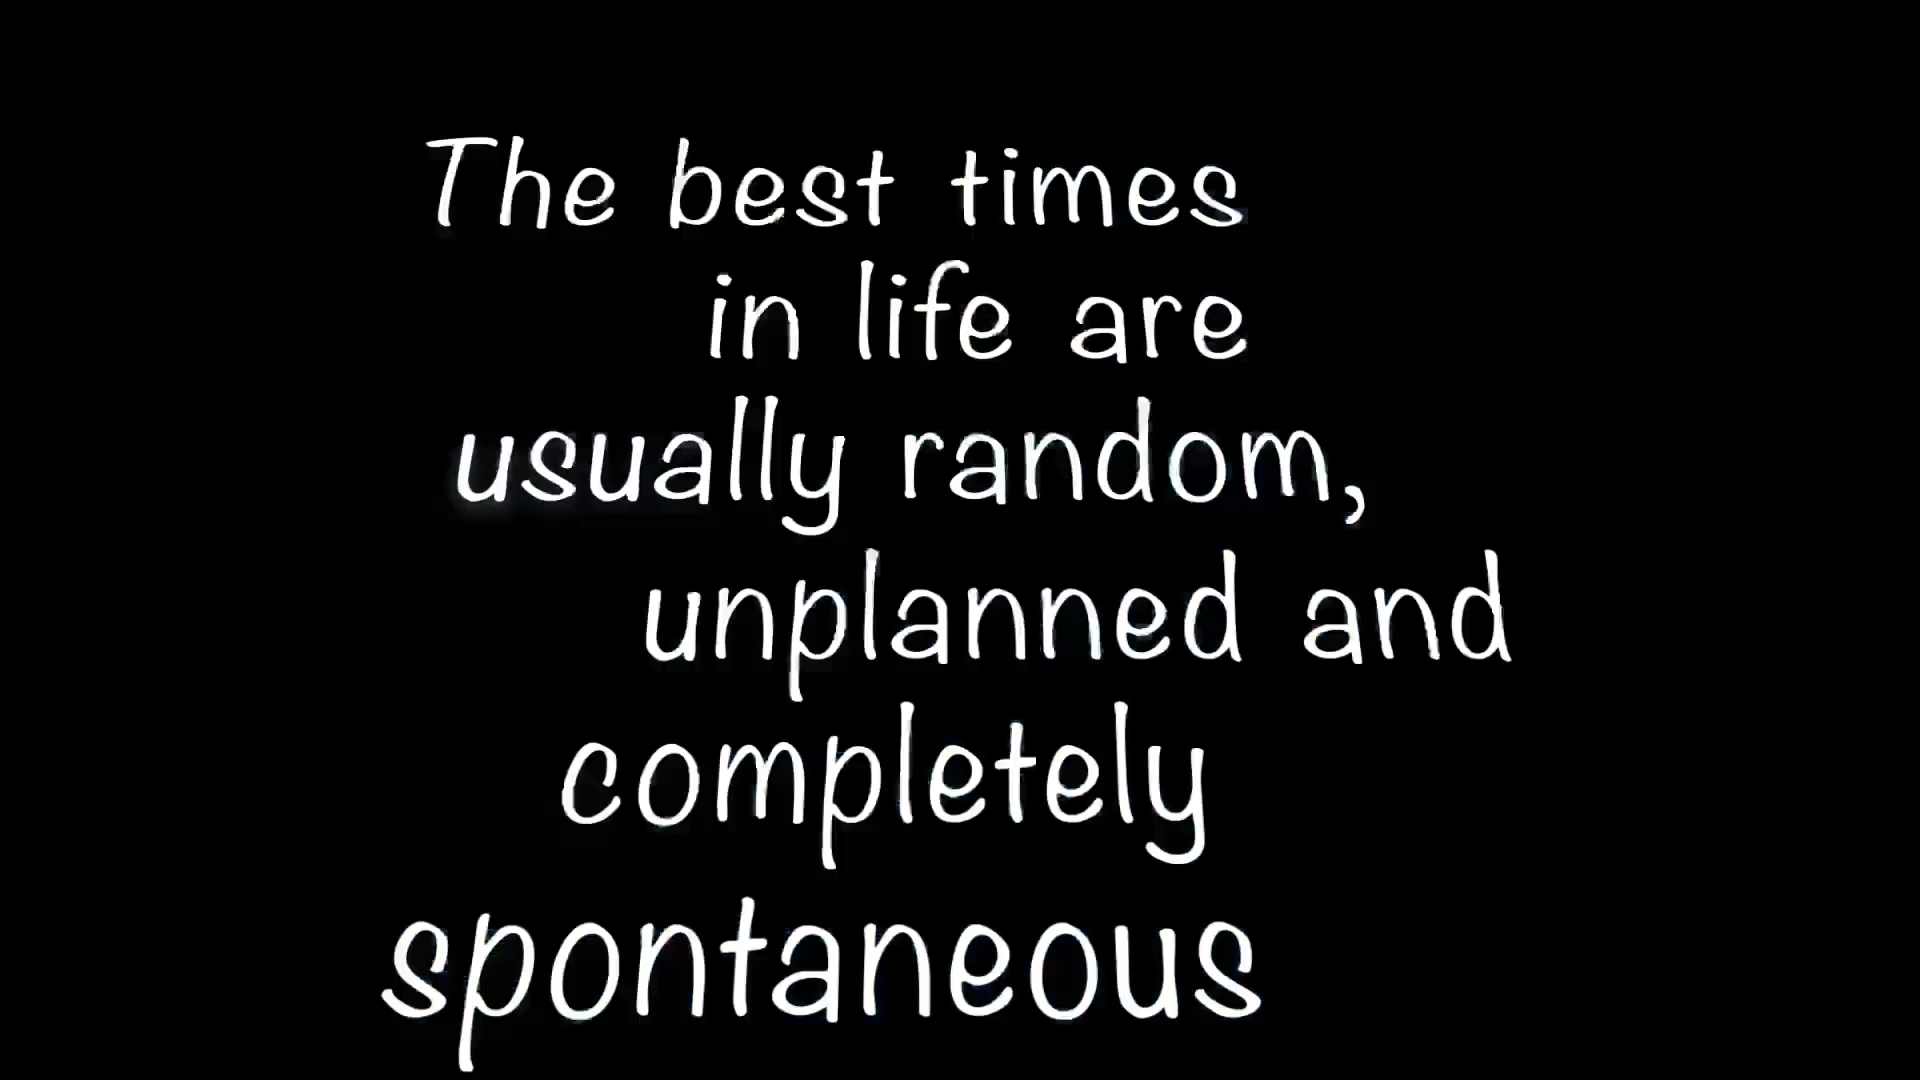 The best times
in life are
usually random,
unplanned and
completely
spontaneous